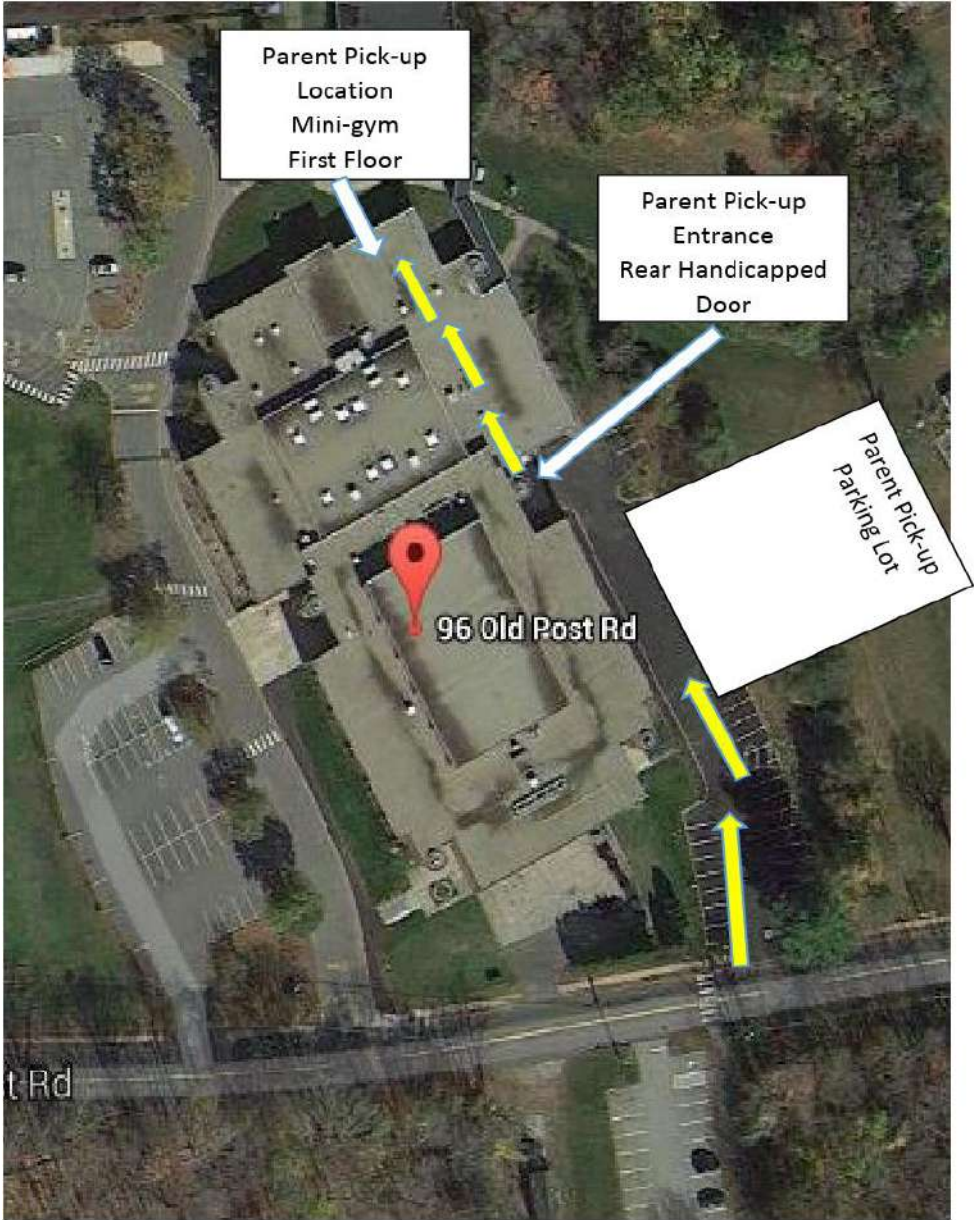 Parent Pick-up
Location
Mini-gym
First Floor
Parent Pick-up
Entrance
Rear Handicapped
Door
Parent Pick-up
Parking Lot
96 Old Post Rd
t Rd